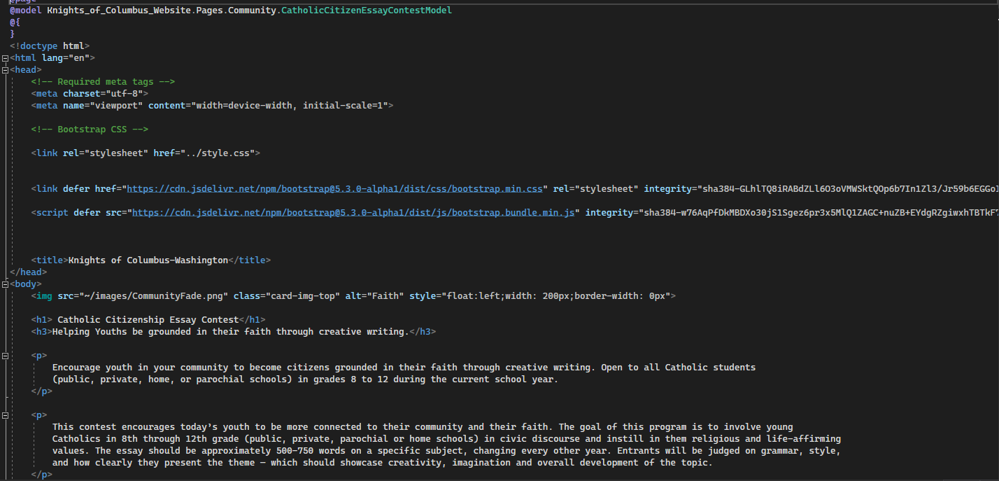 @page
@model Knights_of_Columbus_Website.Pages.Community.CatholicCitizenEssayContestModel
@{
}
<!doctype html>
<html lang="en">
<head>
<!-- Required meta tags -->
<meta charset="utf-8">
<meta name="viewport" content="width=device-width, initial-scale=1">
<!-- Bootstrap CSS -->
<link rel="stylesheet" href="../style.css">
<link defer href="https://cdn.jsdelivr.net/npm/bootstrap@5.3.0-alpha1/dist/css/bootstrap.min.css" rel="stylesheet" integrity="sha384-GLhlTQ8iRABdZLl6O3oVMWSktQOp6b7In1Zl3/Jr59b6EGGoI
<script defer src="https://cdn.jsdelivr.net/npm/bootstrap@5.3.0-alpha1/dist/js/bootstrap.bundle.min.js" integrity="sha384-w76AqPfDkMBDXo30jS1Sgez6pr3x5MlQ1ZAGC+nuZB+EYdgRZgiwxhTBTkF7
<title>Knights of Columbus-Washington</title>
</head>
<body>
<img src="~/images/CommunityFade.png" class="card-img-top" alt="Faith" style="float:left;width: 200px;border-width: 0px">
<h1> Catholic Citizenship Essay Contest</h1>
<h3>Helping Youths be grounded in their faith through creative writing.</h3>
<p>
Encourage youth in your community to become citizens grounded in their faith through creative writing. Open to all Catholic students
(public, private, home, or parochial schools) in grades 8 to 12 during the current school year.
</p>
<p>
This contest encourages today's youth to be more connected to their community and their faith. The goal of this program is to involve young
Catholics in 8th through 12th grade (public, private, parochial or home schools) in civic discourse and instill in them religious and life-affirming
values. The essay should be approximately 500-750 words on a specific subject, changing every other year. Entrants will be judged on grammar, style,
and how clearly they present the theme – which should showcase creativity, imagination and overall development of the topic.
</p>